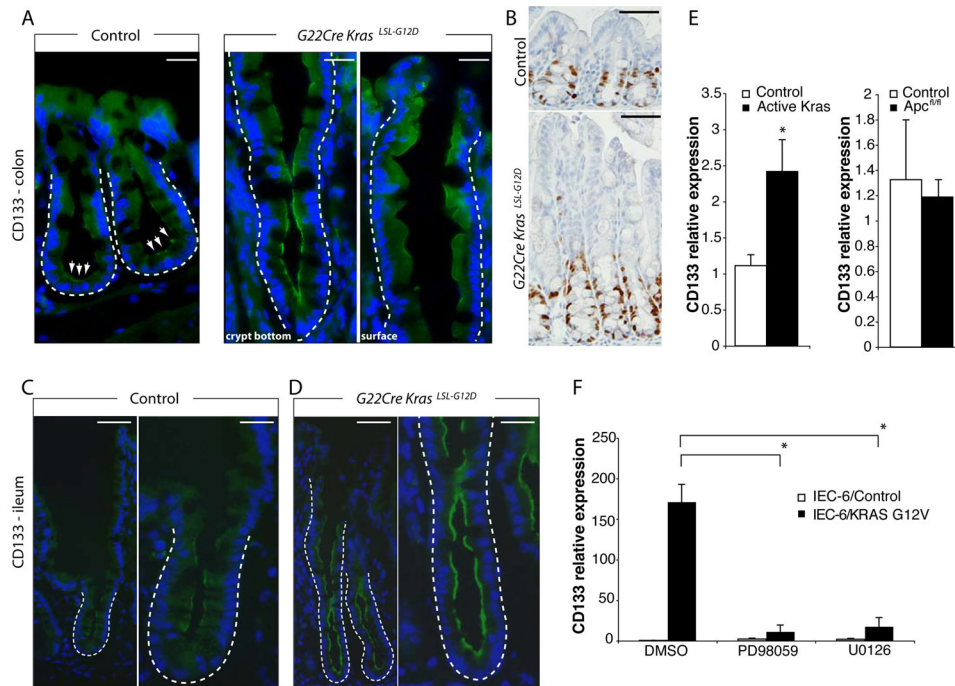 A
Control
G22Cre Kras LSL-G12D
CD133 - colon
crypt bottom
surface
B
Control
G22Cre Kras LSL-G12D
E
Control
Active Kras
CD133 relative expression
3.5
3
2.5
2
1.5
1
0.5
0
*
Control
Apc fl/fl
CD133 relative expression
2
1.8
1.6
1.4
1.2
1
0.8
0.6
0.4
0.2
0
C
Control
CD133 - ileum
D
G22Cre Kras LSL-G12D
F
CD133 relative expression
250
200
150
100
50
0
*
*
IEC-6/Control
IEC-6/KRAS G12V
DMSO
PD98059
U0126